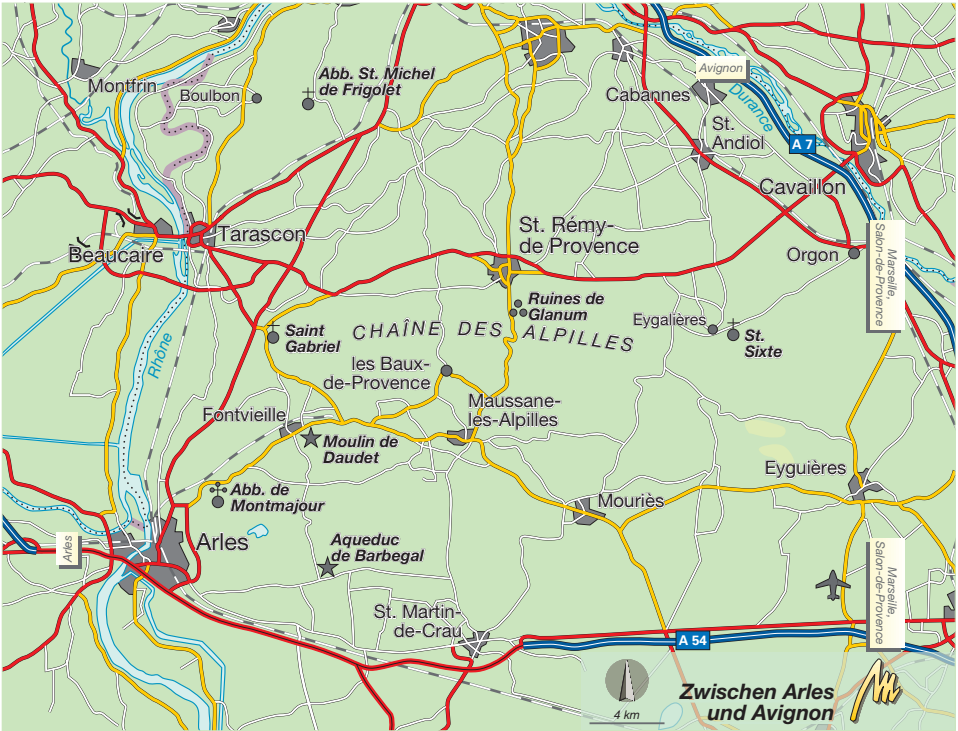 Montfrin
Boulbon
Abb. St. Michel
de Frigolet
Avignon
Cabannes
Durance
St.
Andiol
A 7
Cavaillon
Tarascon
Beaucaire
St. Rémy-
de Provence
Orgon
Marseille,
Salon-de-Provence
Ruines de
Glanum
Eygalières
St.
Sixte
Saint
Gabriel
CHAÎNE DES ALPILLES
Rhône
les Baux-
de-Provence
Maussane-
les-Alpilles
Fontvieille
Moulin de
Daudet
Eyguières
Abb. de
Montmajour
Mouriès
Arles
Arles
Aqueduc
de Barbegal
Marseille,
Salon-de-Provence
St. Martin-
de-Crau
A 54
4 km
Zwischen Arles
und Avignon